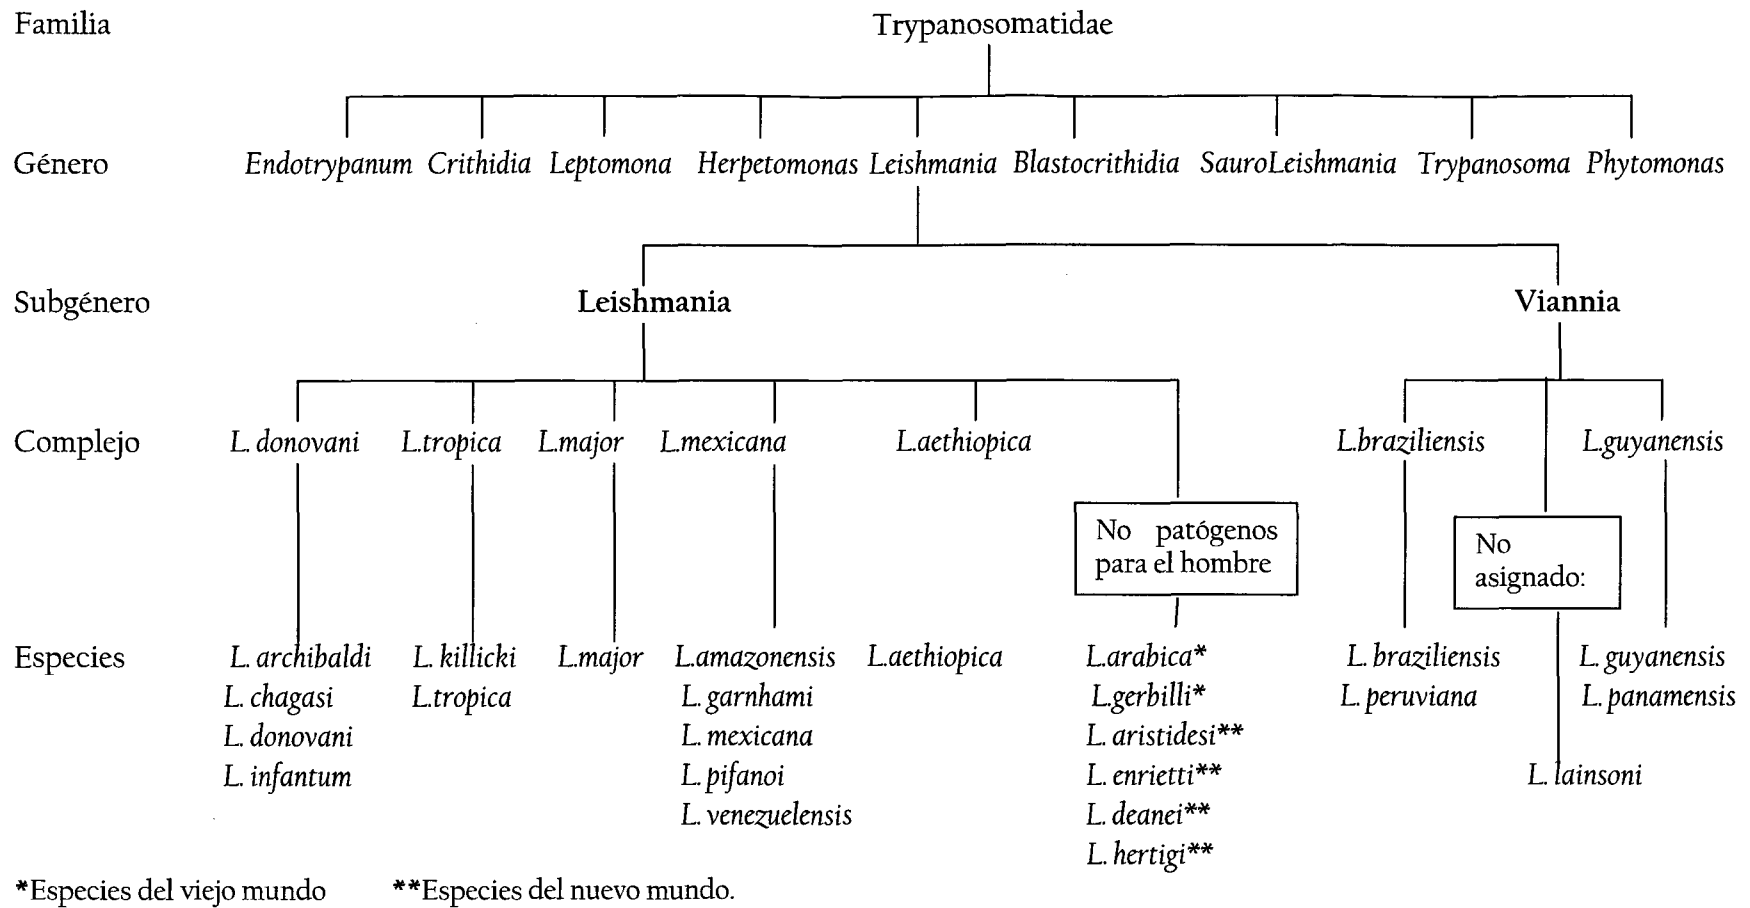 Familia Trypanosomatidae
Género Endotrypanum Crithidia Leptomona Herpetomonas Leishmania Blastocrithidia SauroLeishmania Trypanosoma Phytomonas
Subgénero Leishmania Viannia
Complejo L. donovani L.tropica L.major L.mexicana L.aethiopica L.braziliensis L.guyanensis
No patógenos
para el hombre
No
asignado:
Especies L. archibaldi L. killicki L.major L.amazonensis L.aethiopica L.arabica* L. braziliensis L. guyanensis
L. chagasi L.tropica L. garnhami L.gerbilli* L. peruviana L. panamensis
L. donovani L. mexicana L. aristidesi**
L. infantum L. pifanoi L. enrietti** L. lainsoni
L. venezuelensis L. deanei**
L. hertigi**
*Especies del viejo mundo **Especies del nuevo mundo.